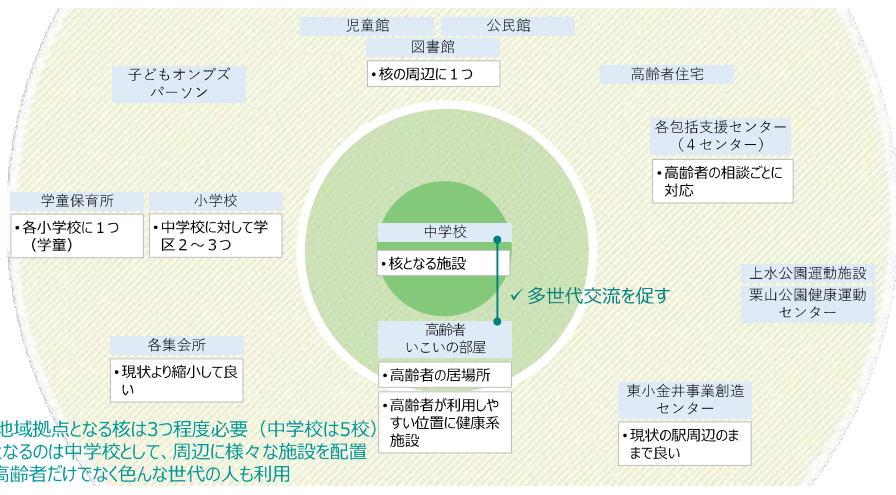 児童館
公民館
図書館
・核の周辺に１つ
子どもオンブズ
パーソン
高齢者住宅
各包括支援センター
（４センター）
・高齢者の相談ごとに
対応
学童保育所
・各小学校に１つ
（学童）
小学校
・中学校に対して学
区２～３つ
中学校
・核となる施設
✓ 多世代交流を促す
上水公園運動施設
栗山公園健康運動
センター
高齢者
いこいの部屋
・高齢者の居場所
・高齢者が利用しや
すい位置に健康系
施設
各集会所
・現状より縮小して良
い
東小金井事業創造
センター
・現状の駅周辺のま
まで良い
地域拠点となる核は3つ程度必要（中学校は5校）
なるのは中学校として、周辺に様々な施設を配置
高齢者だけでなく色んな世代の人も利用